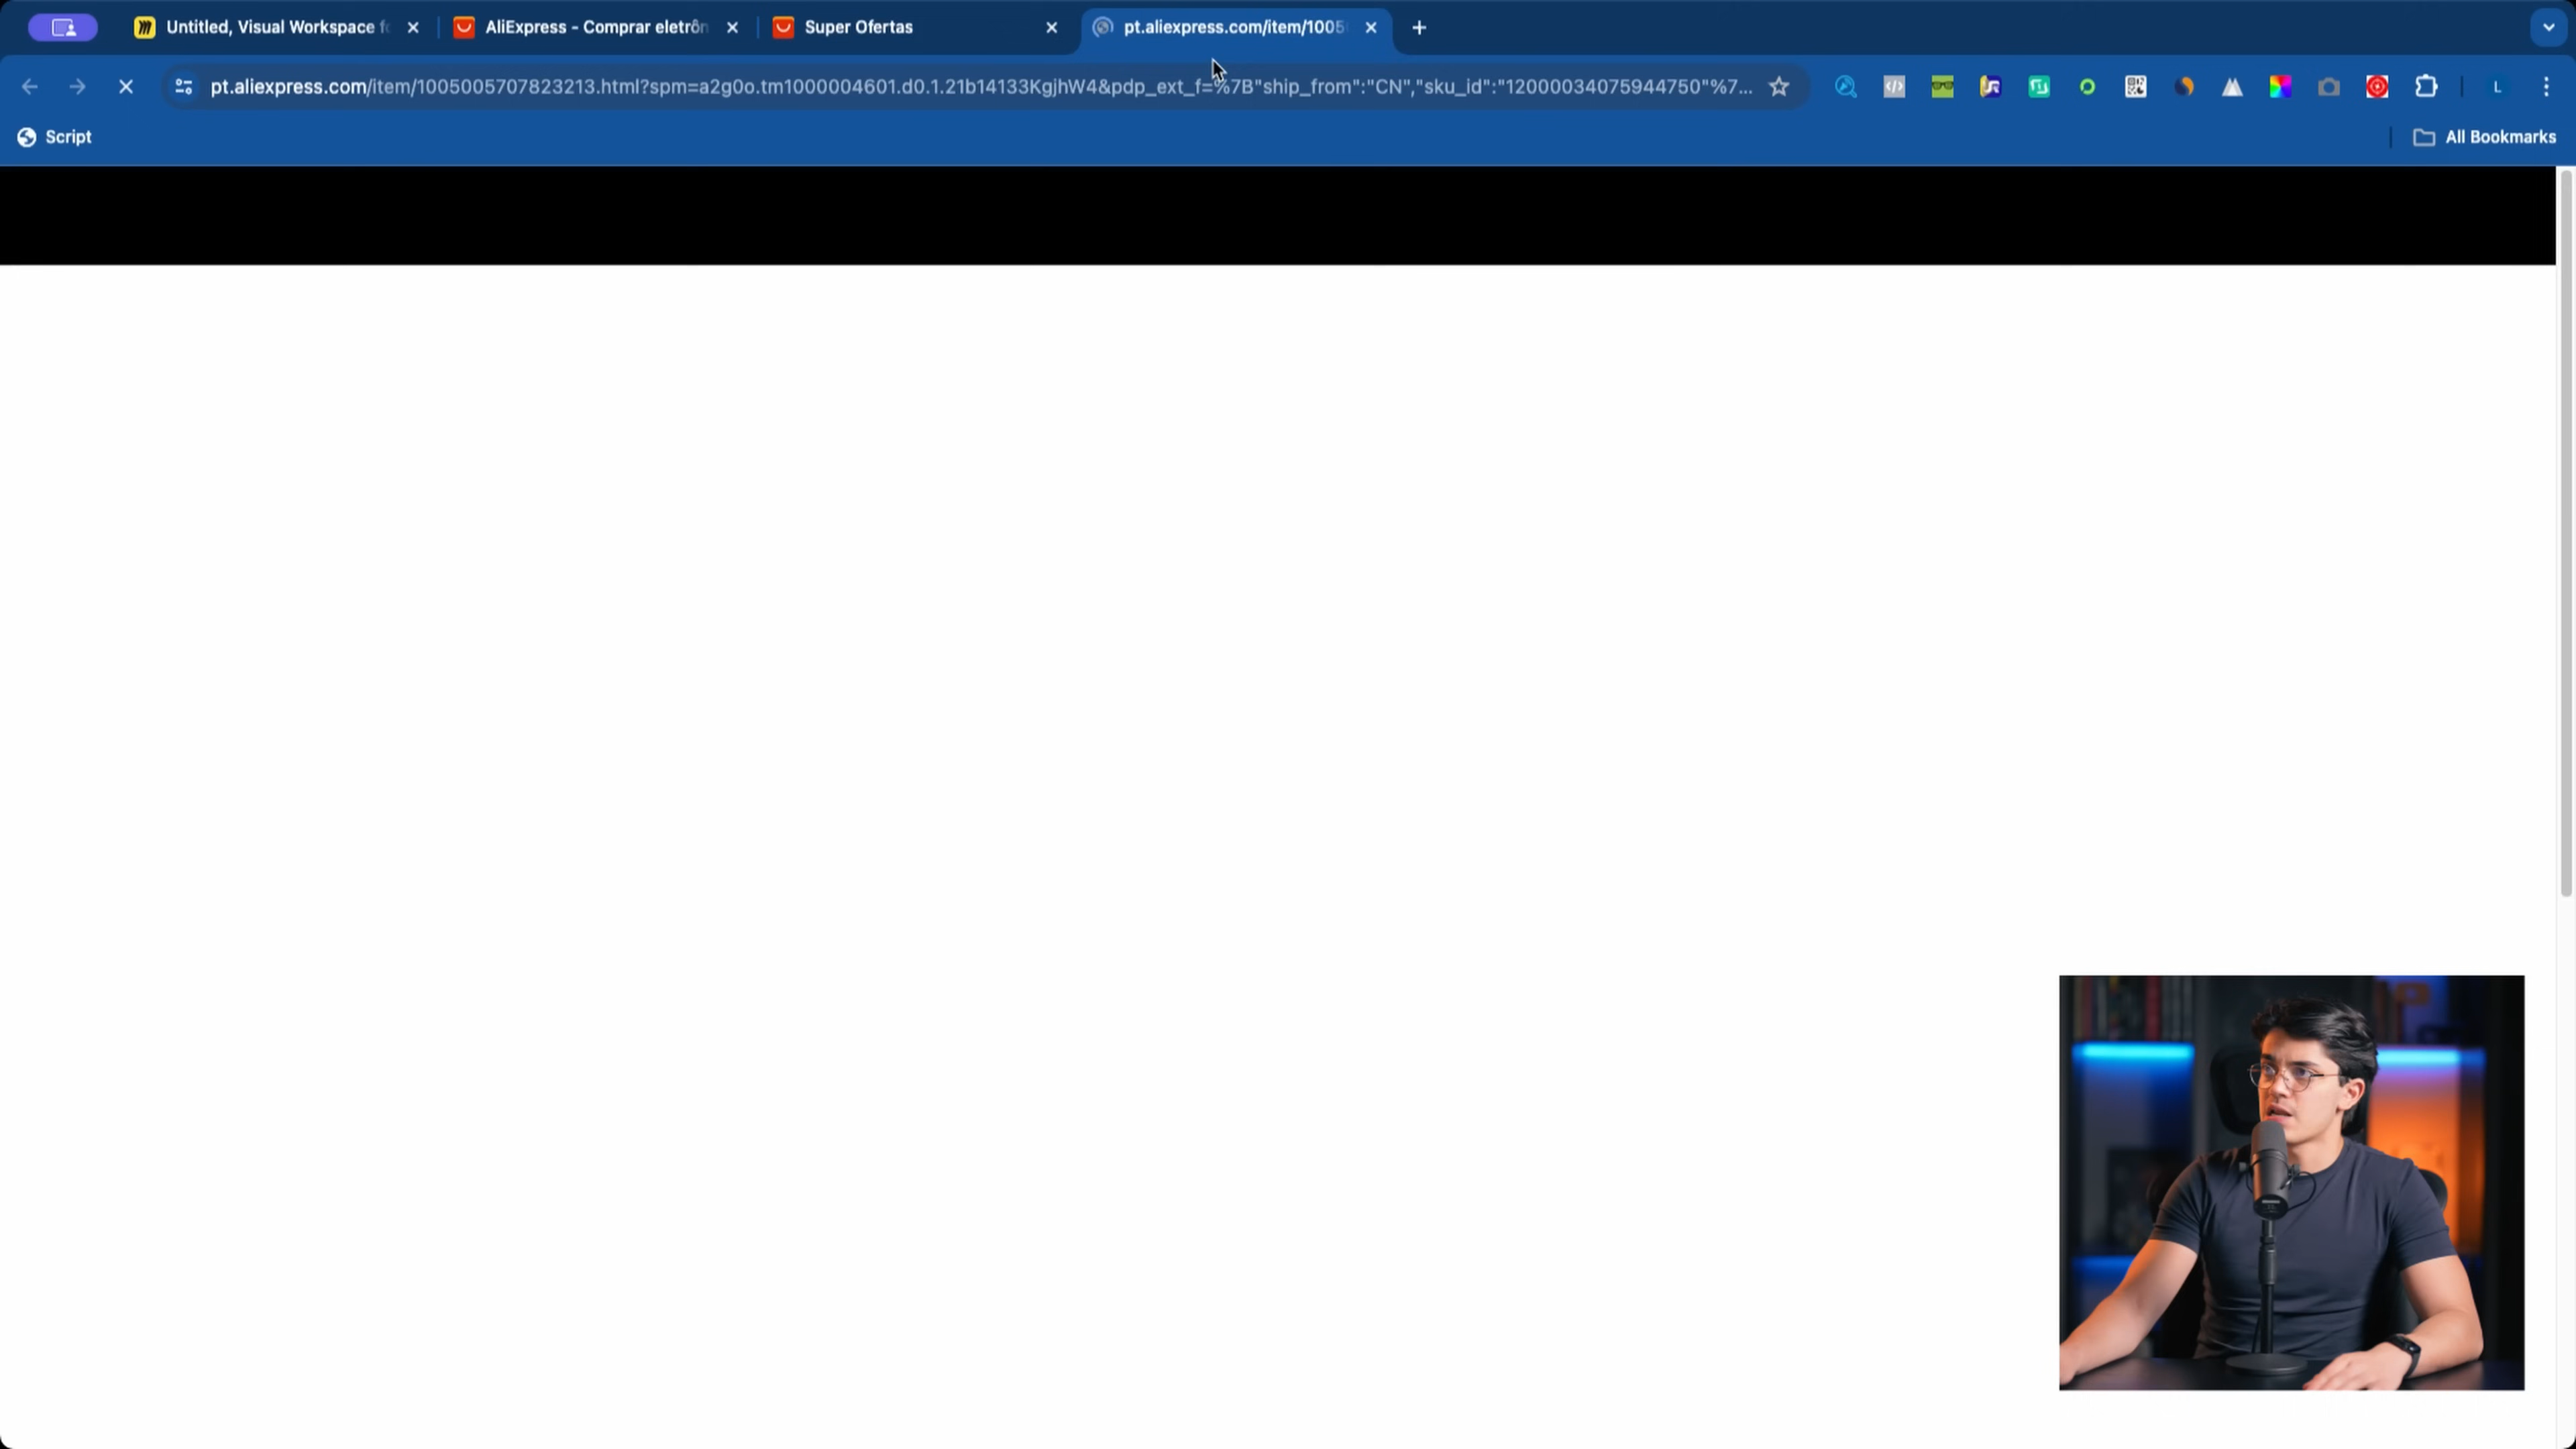 Untitled, Visual Workspace fo
AliExpress - Comprar eletrôn
Super Ofertas
pt.aliexpress.com/item/1005
pt.aliexpress.com/item/1005005707823213.html?spm=a2g0o.tm1000004601.d0.1.21b14133KgjhW4&pdp_ext_f=%7B"ship_from":"CN","sku_id":"12000034075944750"%7...
L
Script
All Bookmarks